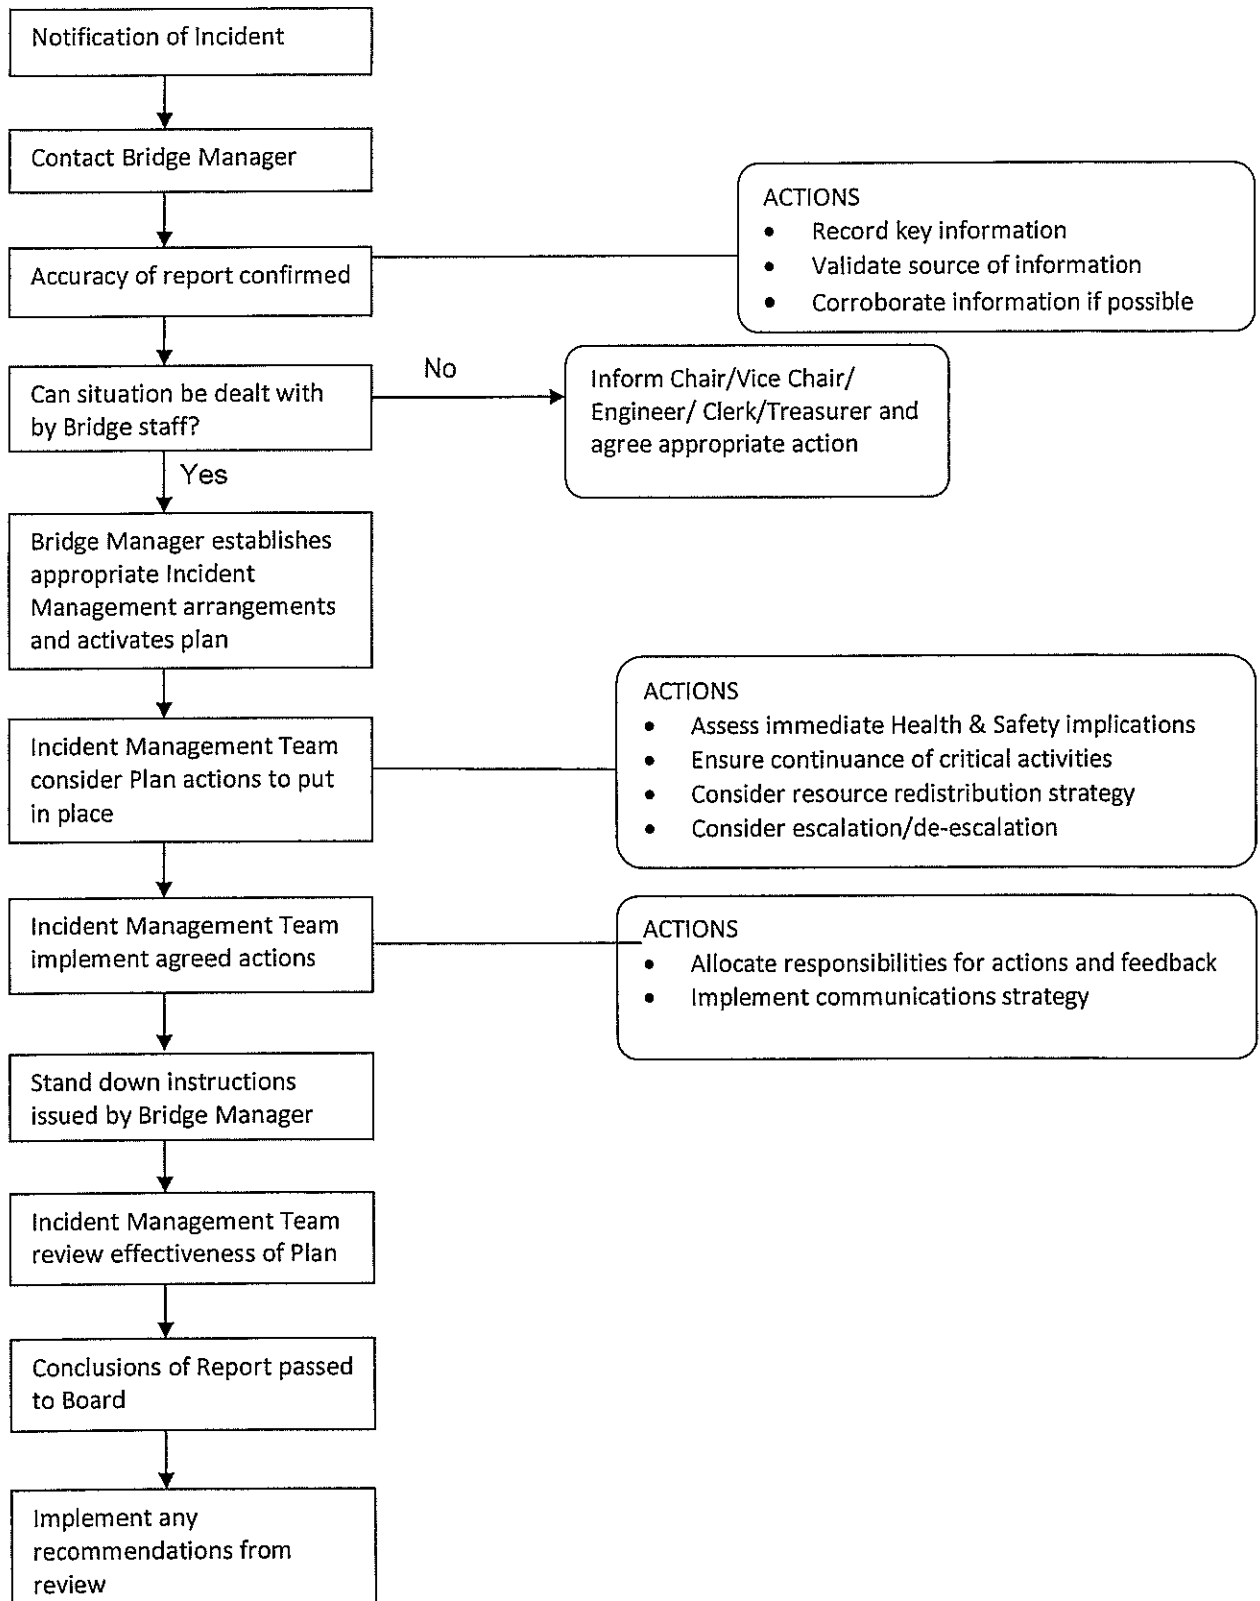 Notification of Incident
Contact Bridge Manager
Accuracy of report confirmed
ACTIONS
• Record key information
• Validate source of information
• Corroborate information if possible
Can situation be dealt with
by Bridge staff?
No
Inform Chair/Vice Chair/
Engineer/ Clerk/Treasurer and
agree appropriate action
Yes
Bridge Manager establishes
appropriate Incident
Management arrangements
and activates plan
Incident Management Team
consider Plan actions to put
in place
ACTIONS
• Assess immediate Health & Safety implications
• Ensure continuance of critical activities
• Consider resource redistribution strategy
• Consider escalation/de-escalation
Incident Management Team
implement agreed actions
ACTIONS
• Allocate responsibilities for actions and feedback
• Implement communications strategy
Stand down instructions
issued by Bridge Manager
Incident Management Team
review effectiveness of Plan
Conclusions of Report passed
to Board
Implement any
recommendations from
review